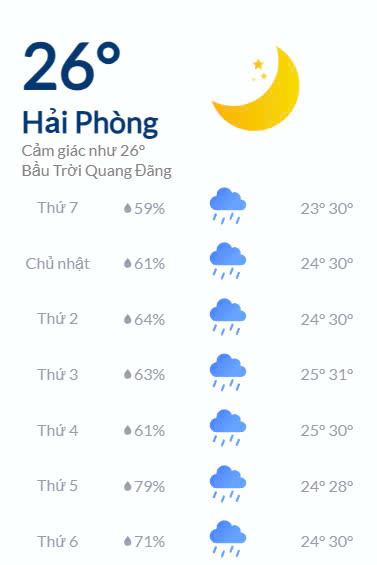 26°
Hải Phòng
Cảm giác như 26°
Bầu Trời Quang Đãng
Thứ 7 59% 23° 30°
Chủ nhật 61% 24° 30°
Thứ 2 64% 24° 30°
Thứ 3 63% 25° 31°
Thứ 4 61% 25° 30°
Thứ 5 79% 24° 28°
Thứ 6 71% 24° 30°